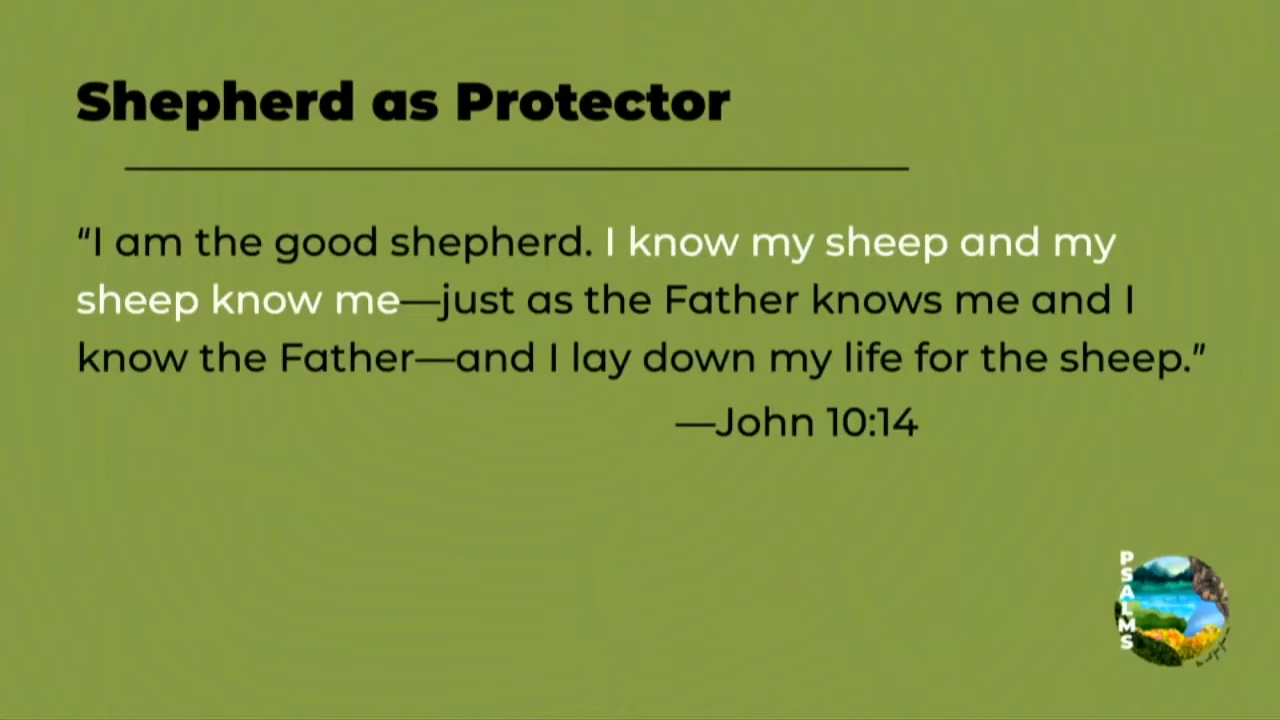 Shepherd as Protector
“I am the good shepherd. I know my sheep and my
sheep know me—just as the Father knows me and I
know the Father—and I lay down my life for the sheep.”
—John 10:14
PSALMS